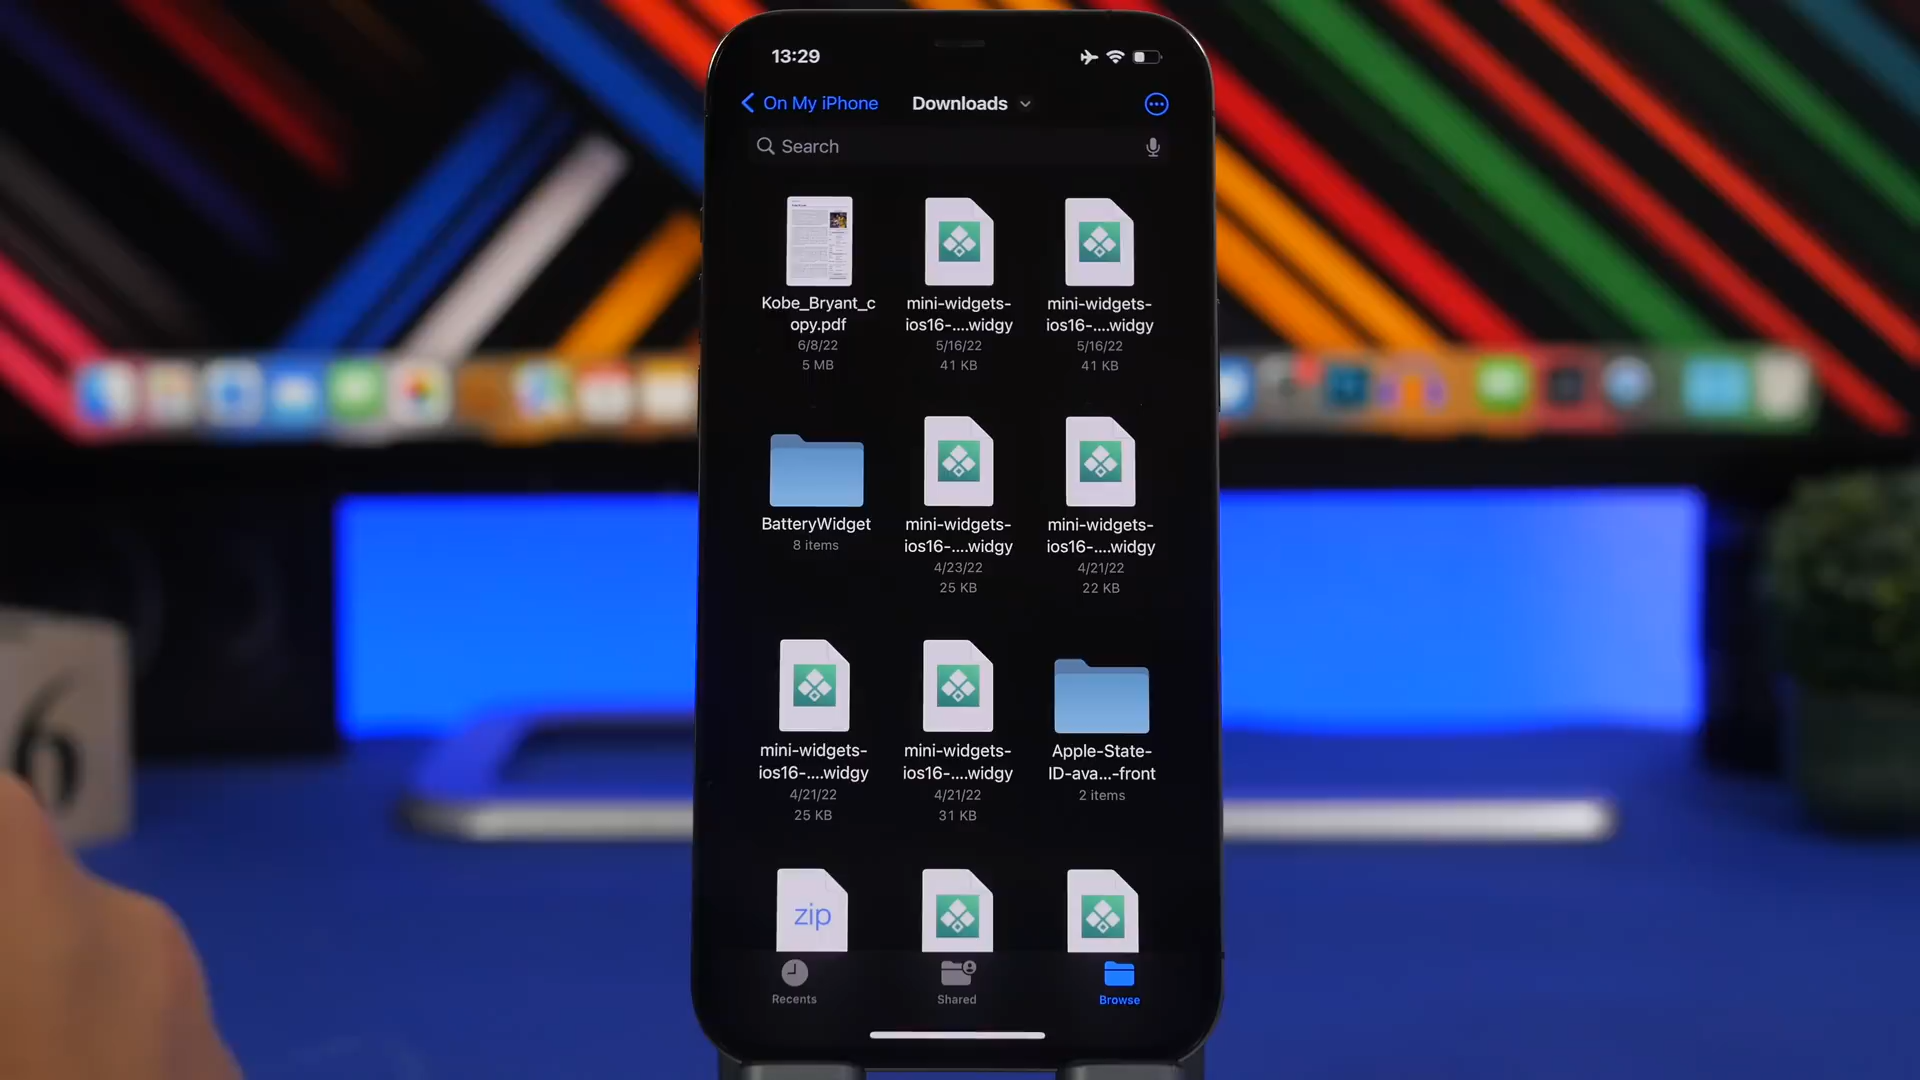 13:29
On My iPhone
Downloads
Search
Kobe_Bryant_c
opy.pdf
6/8/22
5 MB
mini-widgets-
ios16-....widgy
5/16/22
41 KB
mini-widgets-
ios16-....widgy
5/16/22
41 KB
BatteryWidget
8 items
mini-widgets-
ios16-....widgy
4/23/22
25 KB
mini-widgets-
ios16-....widgy
4/21/22
22 KB
mini-widgets-
ios16-....widgy
4/21/22
25 KB
mini-widgets-
ios16-....widgy
4/21/22
31 KB
Apple-State-
ID-ava...-front
2 items
zip
Recents
Shared
Browse
6